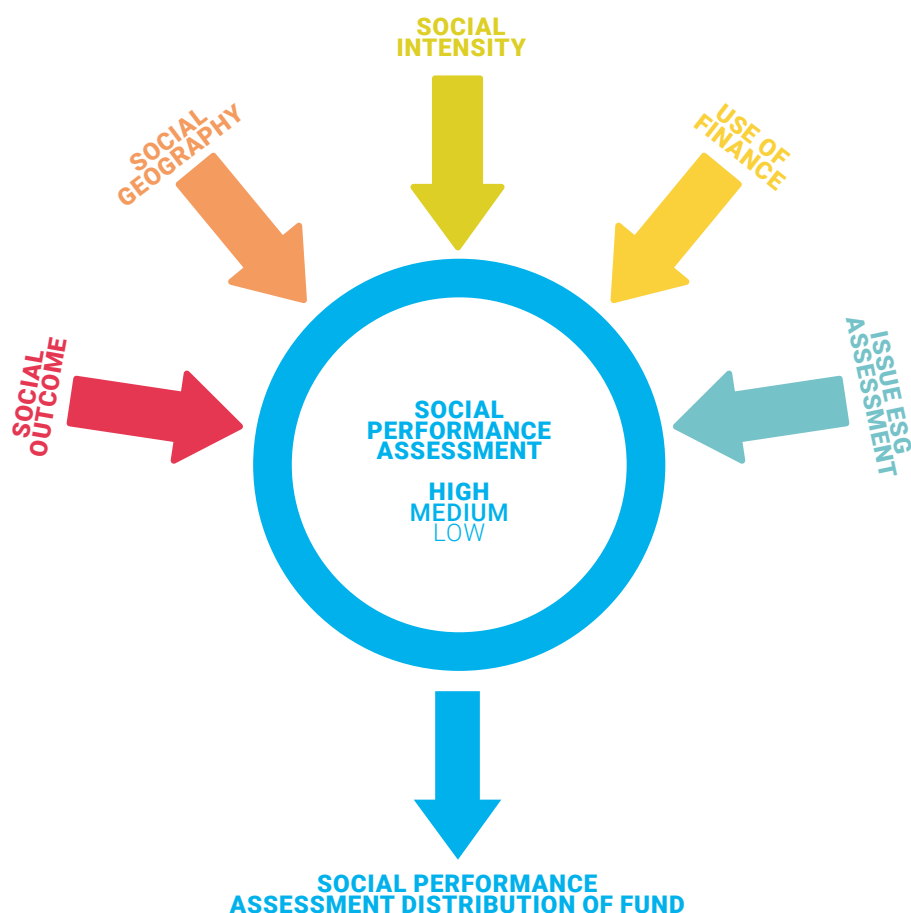 SOCIAL
INTENSITY
SOCIAL
GEOGRAPHY
USE OF
FINANCE
SOCIAL
OUTCOME
ISSUE ESG
ASSESSMENT
SOCIAL
PERFORMANCE
ASSESSMENT
HIGH
MEDIUM
LOW
SOCIAL PERFORMANCE
ASSESSMENT DISTRIBUTION OF FUND